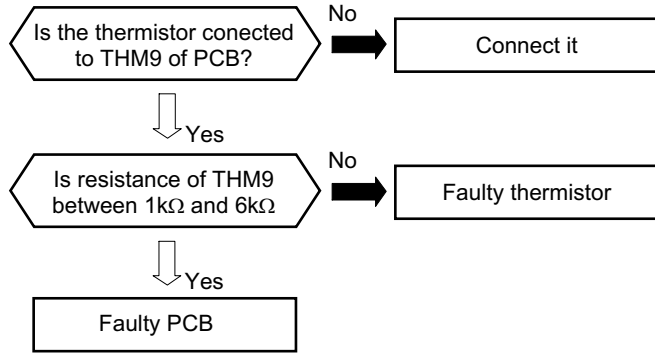 Is the thermistor conected
to THM9 of PCB?
No
Connect it
Yes
Is resistance of THM9
between 1kΩ and 6kΩ
No
Faulty thermistor
Yes
Faulty PCB